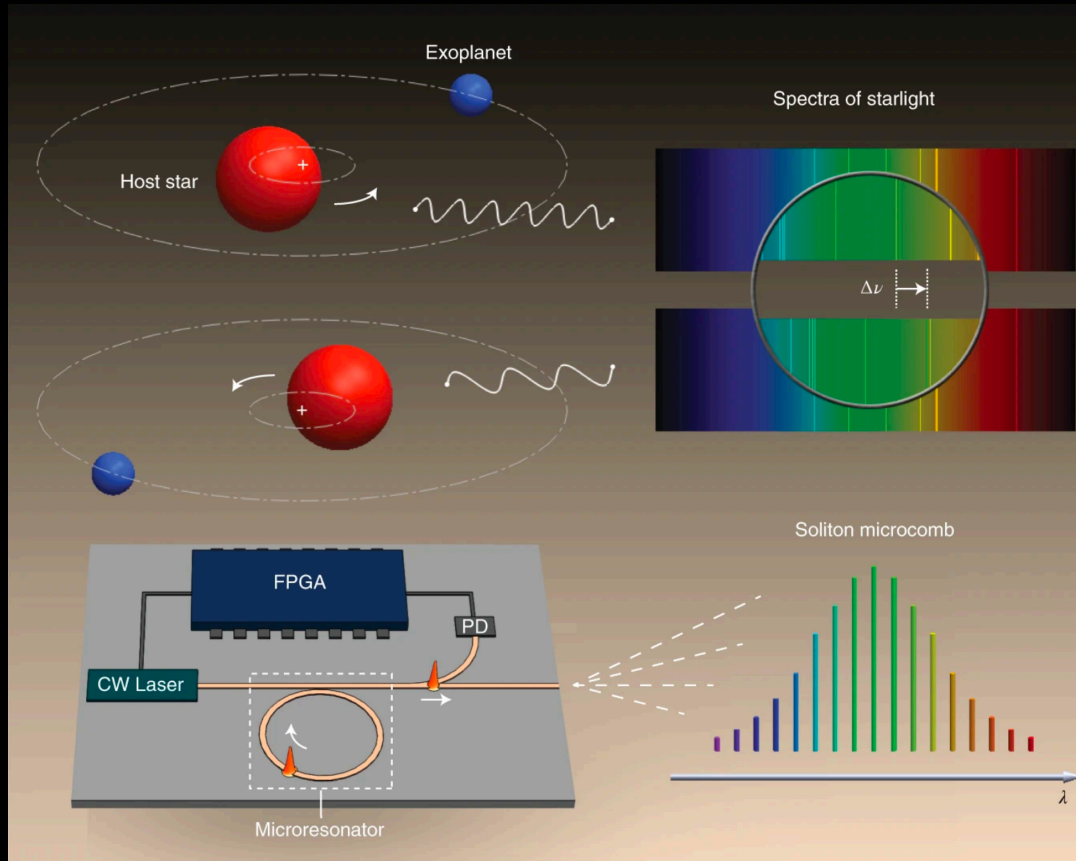 Exoplanet
Spectra of starlight
Host star
Δν
Soliton microcomb
FPGA
PD
CW Laser
λ
Microresonator